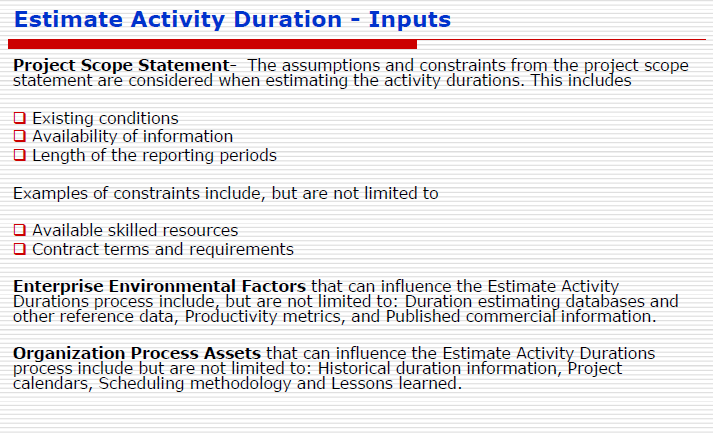 Estimate Activity Duration - Inputs
Project Scope Statement-  The assumptions and constraints from the project scope
statement are considered when estimating the activity durations. This includes
❑ Existing conditions
❑ Availability of information
❑ Length of the reporting periods
Examples of constraints include, but are not limited to
❑ Available skilled resources
❑ Contract terms and requirements
Enterprise Environmental Factors that can influence the Estimate Activity
Durations process include, but are not limited to: Duration estimating databases and
other reference data, Productivity metrics, and Published commercial information.
Organization Process Assets that can influence the Estimate Activity Durations
process include but are not limited to: Historical duration information, Project
calendars, Scheduling methodology and Lessons learned.